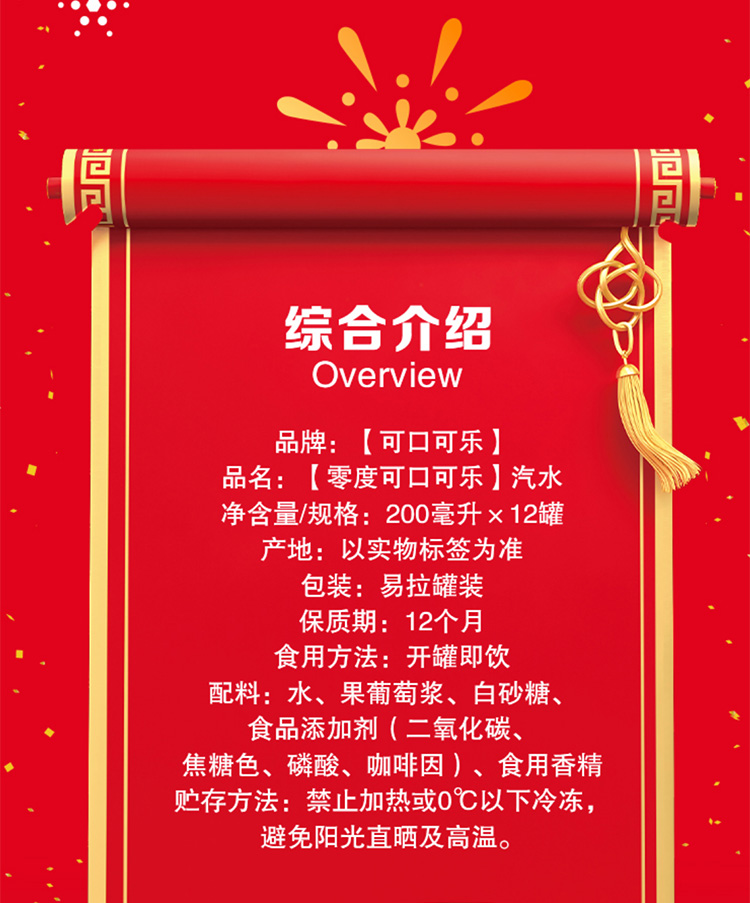 综合介绍
Overview
品牌：【可口可乐】
品名：【零度可口可乐】汽水
净含量/规格：200毫升×12罐
产地：以实物标签为准
包装：易拉罐装
保质期：12个月
食用方法：开罐即饮
配料：水、果葡萄浆、白砂糖、
食品添加剂（二氧化碳、
焦糖色、磷酸、咖啡因）、食用香精
贮存方法：禁止加热或0℃以下冷冻，
避免阳光直晒及高温。